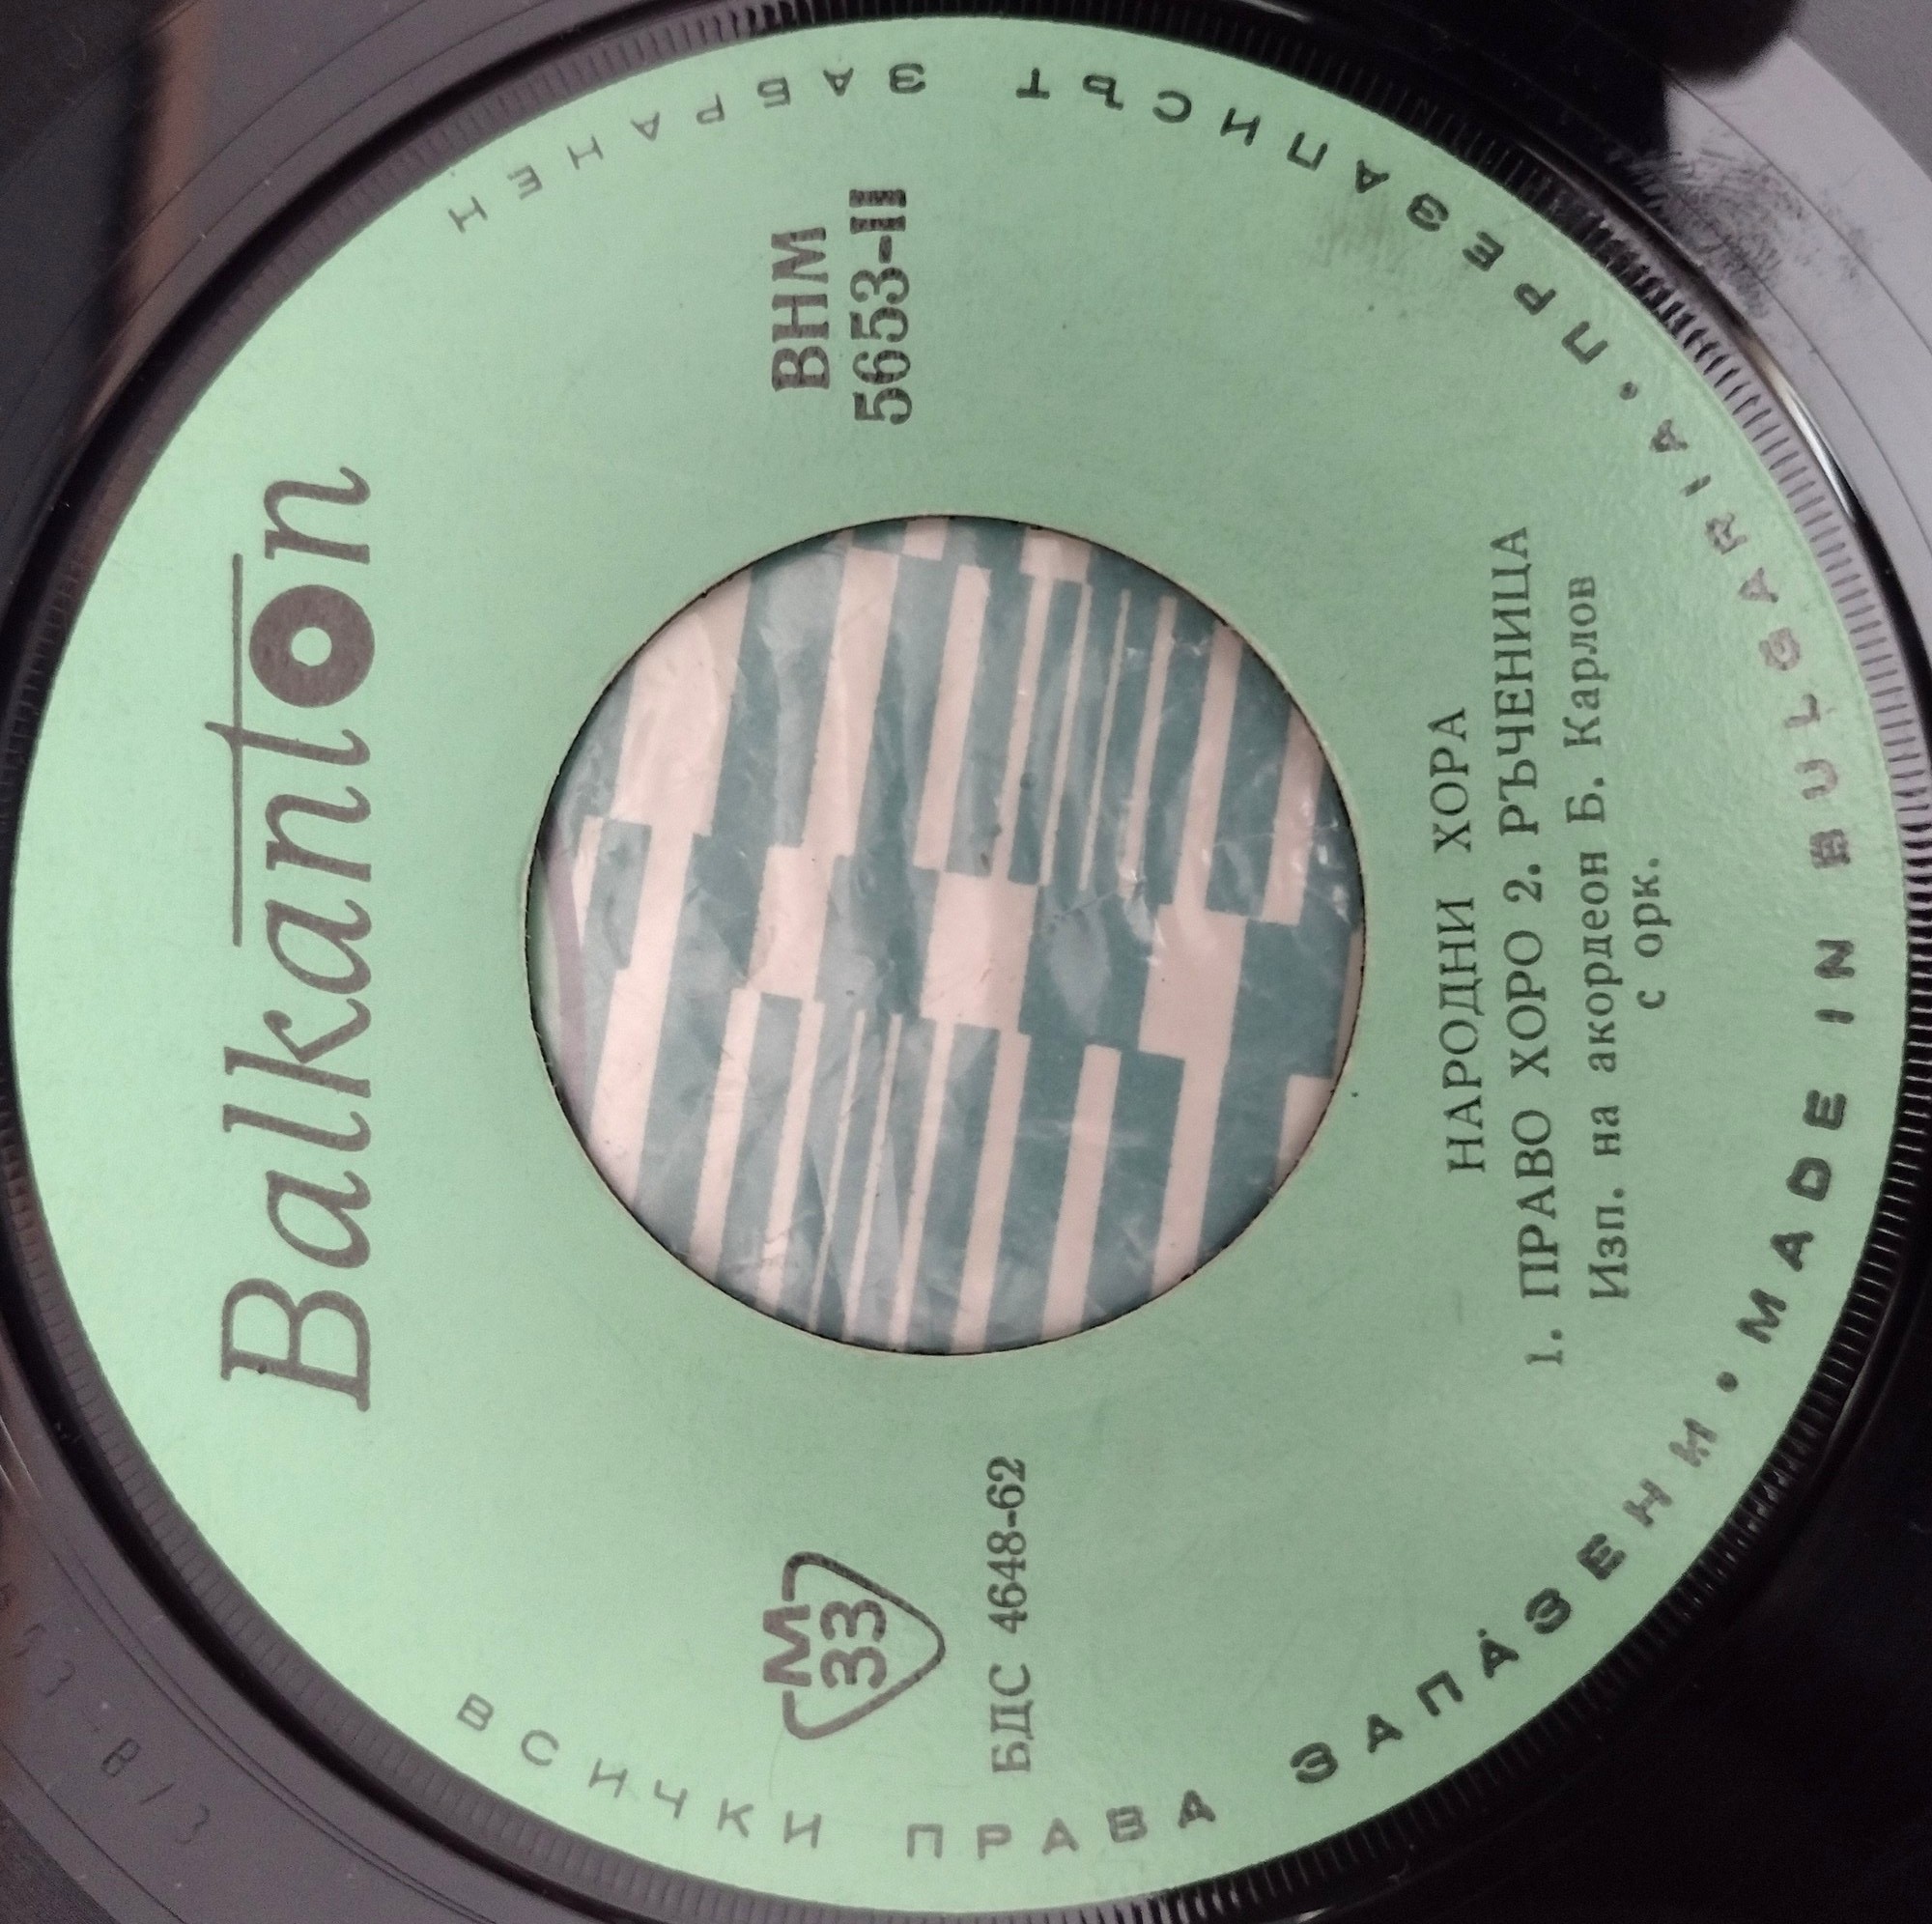 Balkanton
М
33
БДС 4648-62
ВНМ
5653-II
НАРОДНИ ХОРА
1. ПРАВО ХОРО 2. РЪЧЕНИЦА
Изп. на акордеон Б. Карлов
с орк.
ВСИЧКИ ПРАВА ЗАПАЗЕНИ • MADE IN BULGARIA • ПРЕЗАПИСЪТ ЗАБРАНЕН